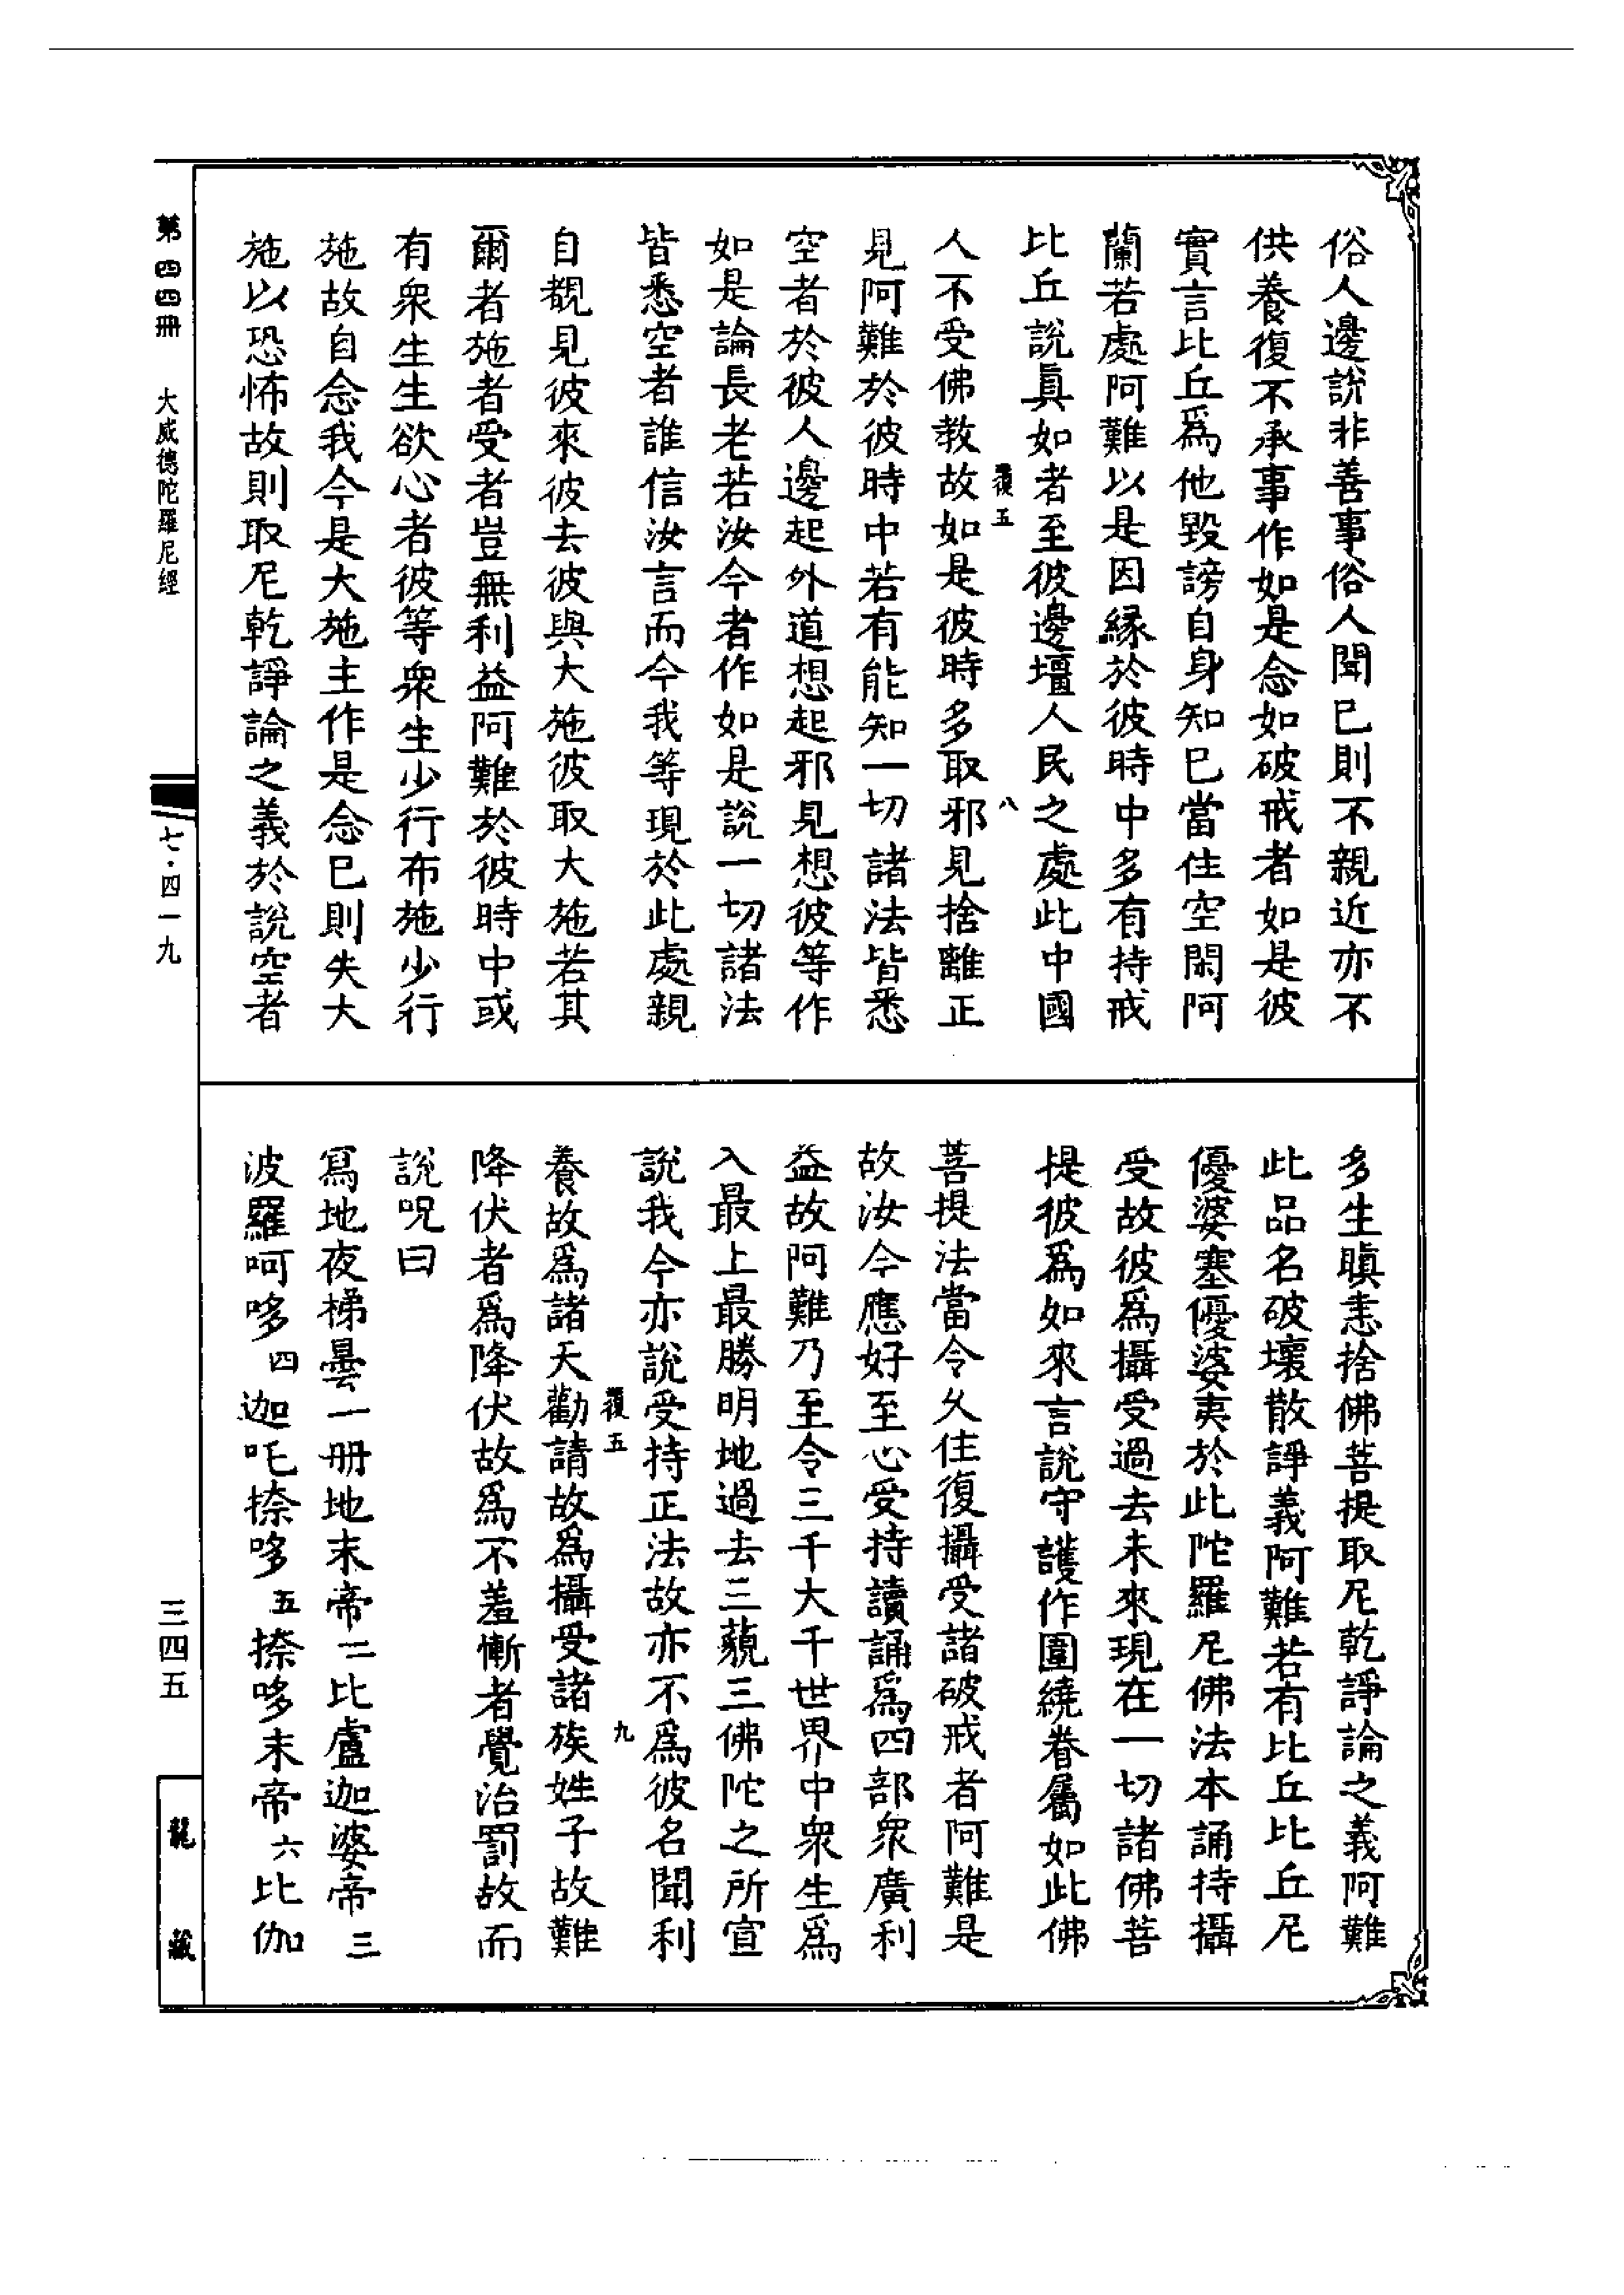 俗人邊說非善事俗人聞已則不親近亦不
供養復不承事作如是念如破戒者如是彼
實言比丘爲他毀謗自身知已當住空閑阿
蘭若處阿難以是因緣於彼時中多有持戒
比丘說真如者至彼邊壃人民之處此中國
復五 八
人不受佛教故如是彼時多取邪見捨離正
見阿難於彼時中若有能知一切諸法皆悉
空者於彼人邊起外道想起邪見想彼等作
如是論長老若汝今者作如是說一切諸法
皆悉空者誰信汝言而今我等現於此處親
自覩見彼來彼去彼與大施彼取大施若其
爾者施者受者豈無利益阿難於彼時中或
有衆生生欲心者彼等衆生少行布施少行
施故自念我今是大施主作是念已則失大
施以恐怖故則取尼乾諍論之義於說空者
多生瞋恚捨佛菩提取尼乾諍論之義阿難
此品名破壞散諍義阿難若有比丘比丘尼
優婆塞優婆夷於此陀羅尼佛法本誦持攝
受故彼爲攝受過去未來現在一切諸佛菩
提彼爲如來言說守護作圍繞眷屬如此佛
菩提法當令久住復攝受諸破戒者阿難是
故汝今應好至心受持讀誦爲四部衆廣利
益故阿難乃至令三千大千世界中衆生爲
入最上最勝明地過去三藐三佛陀之所宣
說我今亦說受持正法故亦不爲彼名聞利
復五 九
養故爲諸天勸請故爲攝受諸族姓子故難
降伏者爲降伏故爲不羞慚者覺治罰故而
說呪曰
寫地夜梯曇一册地末帝二比盧迦婆帝三
波羅呵哆四迦吒捺哆五捺哆末帝六比伽
第四四冊 大威德陀羅尼經
七·四一九
三四五
龍藏